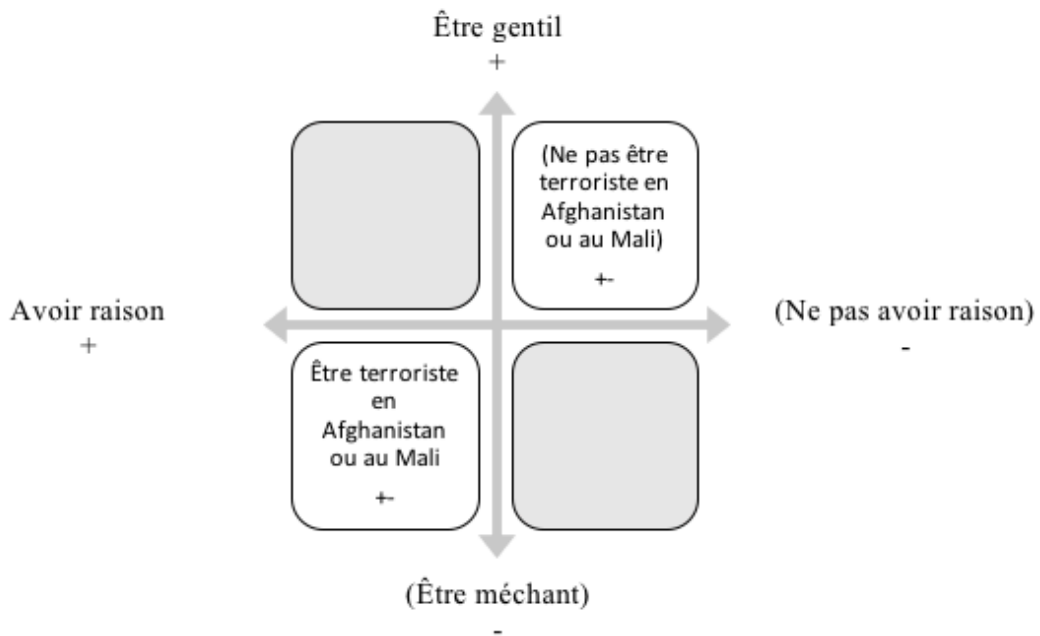 Être gentil
+
(Ne pas être
terroriste en
Afghanistan
ou au Mali)
+-
Avoir raison
+
(Ne pas avoir raison)
-
Être terroriste
en
Afghanistan
ou au Mali
+-
(Être méchant)
-